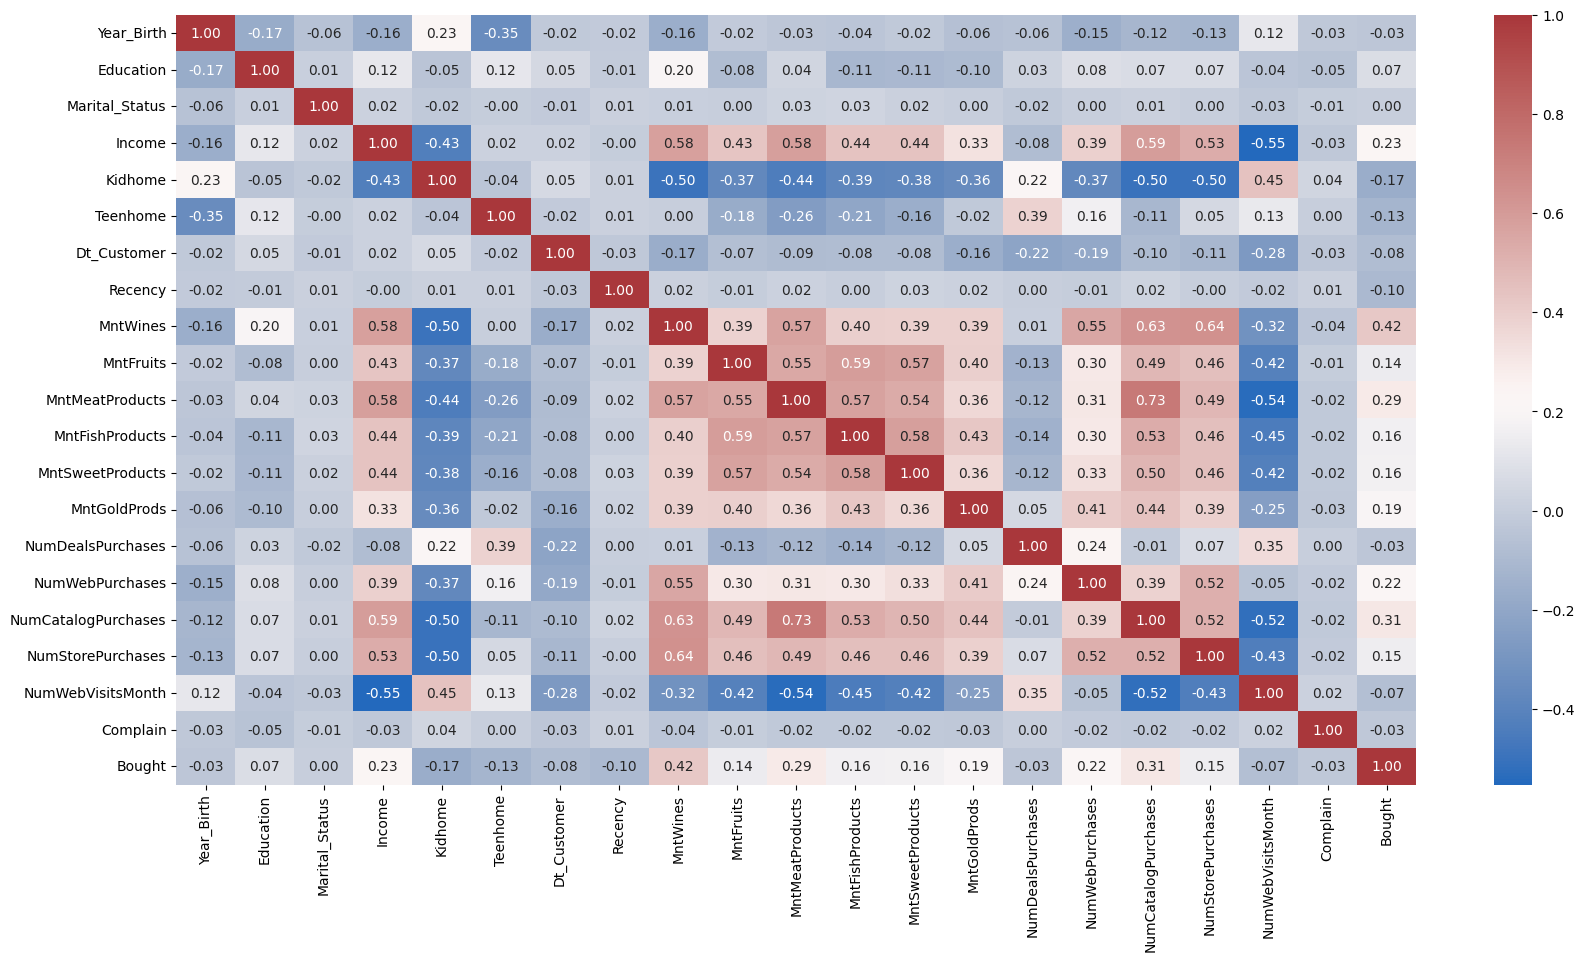 Year_Birth 1.00 -0.17 -0.06 -0.16 0.23 -0.35 -0.02 -0.02 -0.16 -0.02 -0.03 -0.04 -0.02 -0.06 -0.06 -0.15 -0.12 -0.13 0.12 -0.03 -0.03
Education -0.17 1.00 0.01 0.12 -0.05 0.12 0.05 -0.01 0.20 -0.08 0.04 -0.11 -0.11 -0.10 0.03 0.08 0.07 0.07 -0.04 -0.05 0.07
Marital_Status -0.06 0.01 1.00 0.02 -0.02 -0.00 -0.01 0.01 0.01 0.00 0.03 0.03 0.02 0.00 -0.02 0.00 0.01 0.00 -0.03 -0.01 0.00
Income -0.16 0.12 0.02 1.00 -0.43 0.02 0.02 -0.00 0.58 0.43 0.58 0.44 0.44 0.33 -0.08 0.39 0.59 0.53 -0.55 -0.03 0.23
Kidhome 0.23 -0.05 -0.02 -0.43 1.00 -0.04 0.05 0.01 -0.50 -0.37 -0.44 -0.39 -0.38 -0.36 0.22 -0.37 -0.50 -0.50 0.45 0.04 -0.17
Teenhome -0.35 0.12 -0.00 0.02 -0.04 1.00 -0.02 0.01 0.00 -0.18 -0.26 -0.21 -0.16 -0.02 0.39 0.16 -0.11 0.05 0.13 0.00 -0.13
Dt_Customer -0.02 0.05 -0.01 0.02 0.05 -0.02 1.00 -0.03 -0.17 -0.07 -0.09 -0.08 -0.08 -0.16 -0.22 -0.19 -0.10 -0.11 -0.28 -0.03 -0.08
Recency -0.02 -0.01 0.01 -0.00 0.01 0.01 -0.03 1.00 0.02 -0.01 0.02 0.00 0.03 0.02 0.00 -0.01 0.02 -0.00 -0.02 0.01 -0.10
MntWines -0.16 0.20 0.01 0.58 -0.50 0.00 -0.17 0.02 1.00 0.39 0.57 0.40 0.39 0.39 0.01 0.55 0.63 0.64 -0.32 -0.04 0.42
MntFruits -0.02 -0.08 0.00 0.43 -0.37 -0.18 -0.07 -0.01 0.39 1.00 0.55 0.59 0.57 0.40 -0.13 0.30 0.49 0.46 -0.42 -0.01 0.14
MntMeatProducts -0.03 0.04 0.03 0.58 -0.44 -0.26 -0.09 0.02 0.57 0.55 1.00 0.57 0.54 0.36 -0.12 0.31 0.73 0.49 -0.54 -0.02 0.29
MntFishProducts -0.04 -0.11 0.03 0.44 -0.39 -0.21 -0.08 0.00 0.40 0.59 0.57 1.00 0.58 0.43 -0.14 0.30 0.53 0.46 -0.45 -0.02 0.16
MntSweetProducts -0.02 -0.11 0.02 0.44 -0.38 -0.16 -0.08 0.03 0.39 0.57 0.54 0.58 1.00 0.36 -0.12 0.33 0.50 0.46 -0.42 -0.02 0.16
MntGoldProds -0.06 -0.10 0.00 0.33 -0.36 -0.02 -0.16 0.02 0.39 0.40 0.36 0.43 0.36 1.00 0.05 0.41 0.44 0.39 -0.25 -0.03 0.19
NumDealsPurchases -0.06 0.03 -0.02 -0.08 0.22 0.39 -0.22 0.00 0.01 -0.13 -0.12 -0.14 -0.12 0.05 1.00 0.24 -0.01 0.07 0.35 0.00 -0.03
NumWebPurchases -0.15 0.08 0.00 0.39 -0.37 0.16 -0.19 -0.01 0.55 0.30 0.31 0.30 0.33 0.41 0.24 1.00 0.39 0.52 -0.05 -0.02 0.22
NumCatalogPurchases -0.12 0.07 0.01 0.59 -0.50 -0.11 -0.10 0.02 0.63 0.49 0.73 0.53 0.50 0.44 -0.01 0.39 1.00 0.52 -0.52 -0.02 0.31
NumStorePurchases -0.13 0.07 0.00 0.53 -0.50 0.05 -0.11 -0.00 0.64 0.46 0.49 0.46 0.46 0.39 0.07 0.52 0.52 1.00 -0.43 -0.02 0.15
NumWebVisitsMonth 0.12 -0.04 -0.03 -0.55 0.45 0.13 -0.28 -0.02 -0.32 -0.42 -0.54 -0.45 -0.42 -0.25 0.35 -0.05 -0.52 -0.43 1.00 0.02 -0.07
Complain -0.03 -0.05 -0.01 -0.03 0.04 0.00 -0.03 0.01 -0.04 -0.01 -0.02 -0.02 -0.02 -0.03 0.00 -0.02 -0.02 -0.02 0.02 1.00 -0.03
Bought -0.03 0.07 0.00 0.23 -0.17 -0.13 -0.08 -0.10 0.42 0.14 0.29 0.16 0.16 0.19 -0.03 0.22 0.31 0.15 -0.07 -0.03 1.00
Year_Birth
Education
Marital_Status
Income
Kidhome
Teenhome
Dt_Customer
Recency
MntWines
MntFruits
MntMeatProducts
MntFishProducts
MntSweetProducts
MntGoldProds
NumDealsPurchases
NumWebPurchases
NumCatalogPurchases
NumStorePurchases
NumWebVisitsMonth
Complain
Bought
1.0
0.8
0.6
0.4
0.2
0.0
−0.2
−0.4